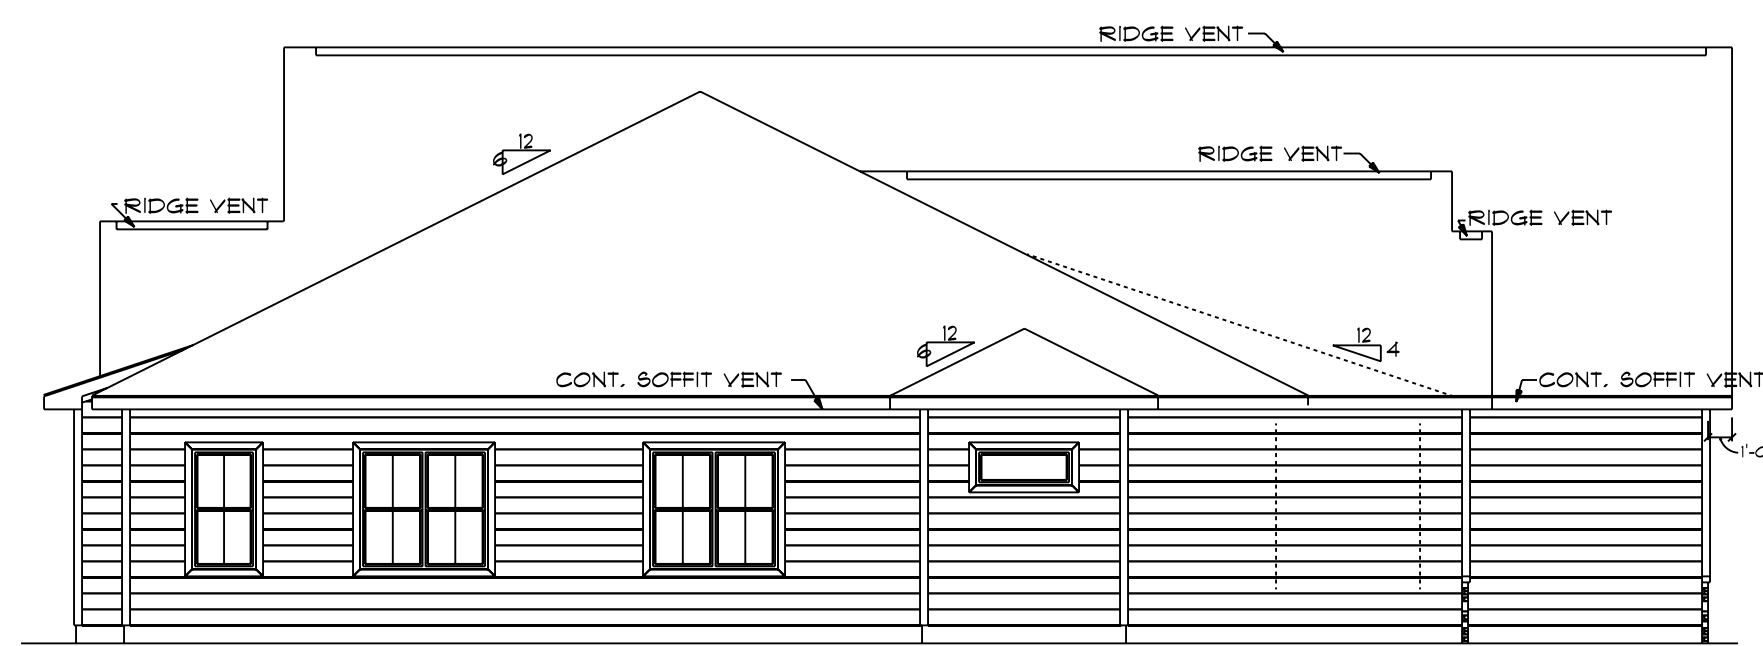 RIDGE VENT
12
6
RIDGE VENT
RIDGE VENT
RIDGE VENT
12
6
12
4
CONT. SOFFIT VENT
CONT. SOFFIT VENT